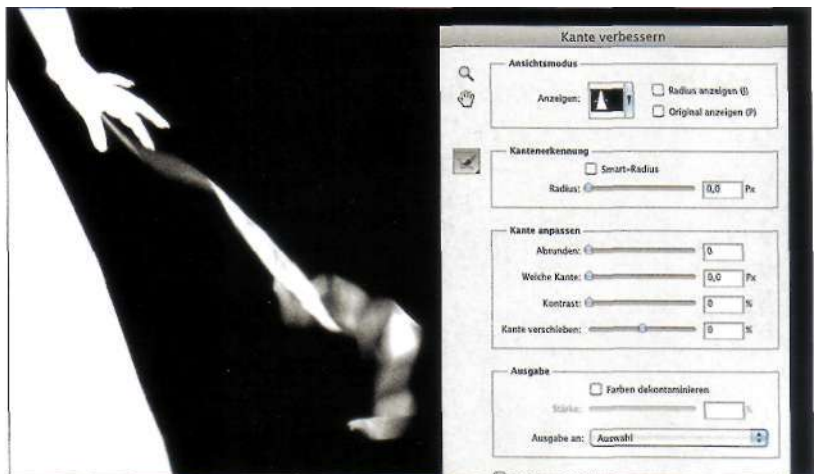 Kante verbessern
Ansichtsmodus
Anzeigen:
Radius anzeigen (J)
Original anzeigen (P)
Kantenerkennung
Smart-Radius
Radius: 0,0 Px
Kante anpassen
Abrunden: 0
Weiche Kante: 0,0 Px
Kontrast: 0 %
Kante verschieben: 0 %
Ausgabe
Farben dekontaminieren
Stärke: %
Ausgabe an: Auswahl